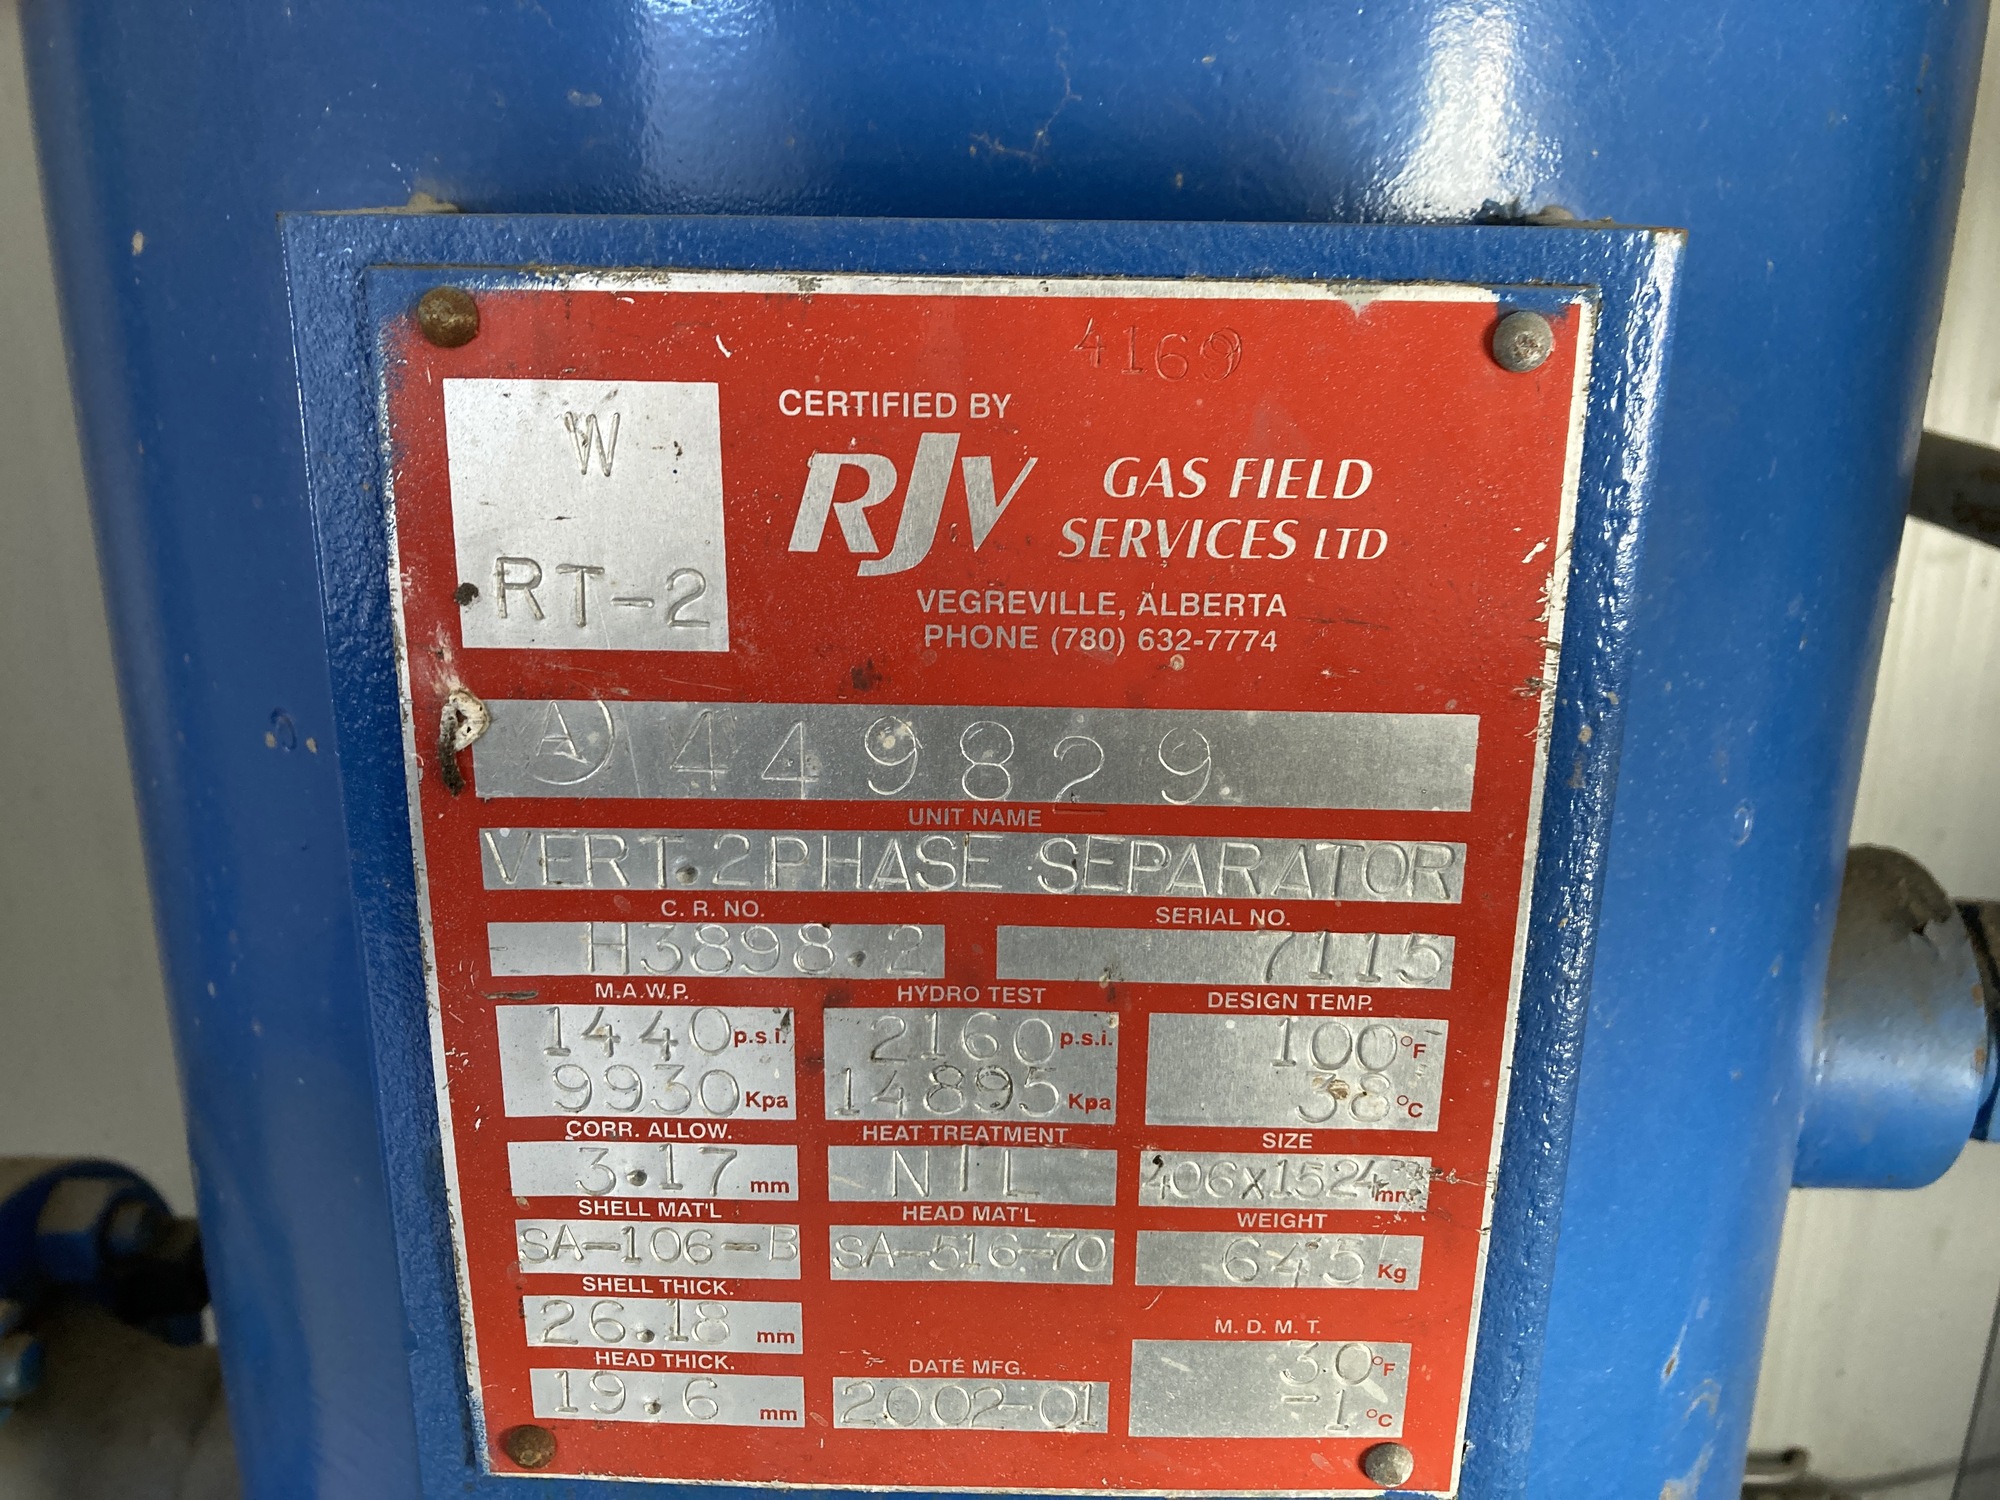 4169
W
RT-2
CERTIFIED BY
RJV GAS FIELD
SERVICES LTD
VEGREVILLE, ALBERTA
PHONE (780) 632-7774
A 449829
UNIT NAME
VERT.2PHASE SEPARATOR
C. R. NO. SERIAL NO.
H3898.2 7115
M.A.W.P. HYDRO TEST DESIGN TEMP.
1440 p.s.i. 2160 p.s.i. 100 °F
9930 Kpa 14895 Kpa 38 °C
CORR. ALLOW. HEAT TREATMENT SIZE
3.17 mm NIL 406x1524 mm
SHELL MAT'L HEAD MAT'L WEIGHT
SA-106-B SA-516-70 645 Kg
SHELL THICK. M. D. M. T.
26.18 mm 30 °F
HEAD THICK. DATE MFG.
19.6 mm 2002-01 -1 °C